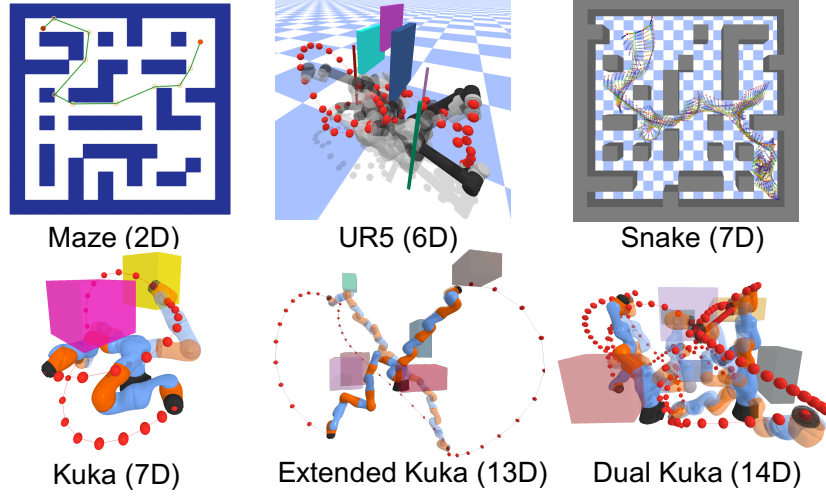 Maze (2D)
UR5 (6D)
Snake (7D)
Kuka (7D)
Extended Kuka (13D)
Dual Kuka (14D)